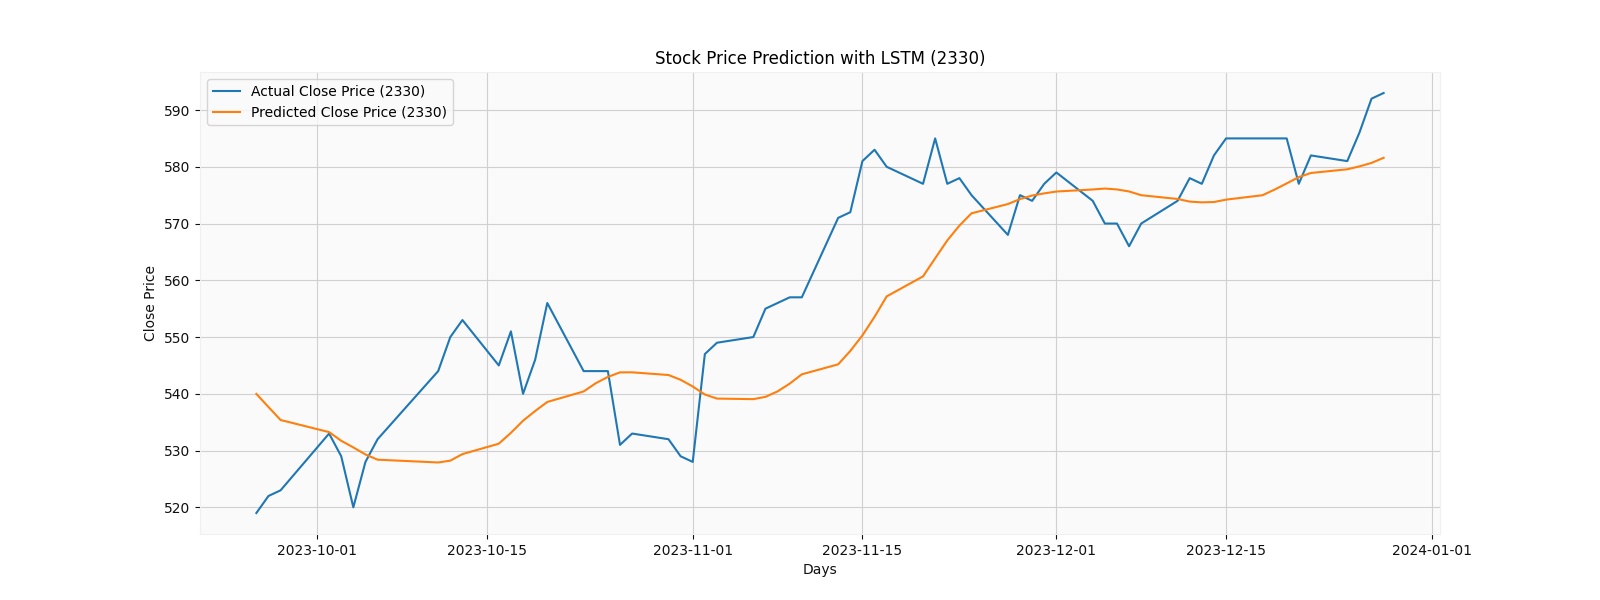 Stock Price Prediction with LSTM (2330)
Actual Close Price (2330)
Predicted Close Price (2330)
Close Price
590
580
570
560
550
540
530
520
2023-10-01 2023-10-15 2023-11-01 2023-11-15 2023-12-01 2023-12-15 2024-01-01
Days